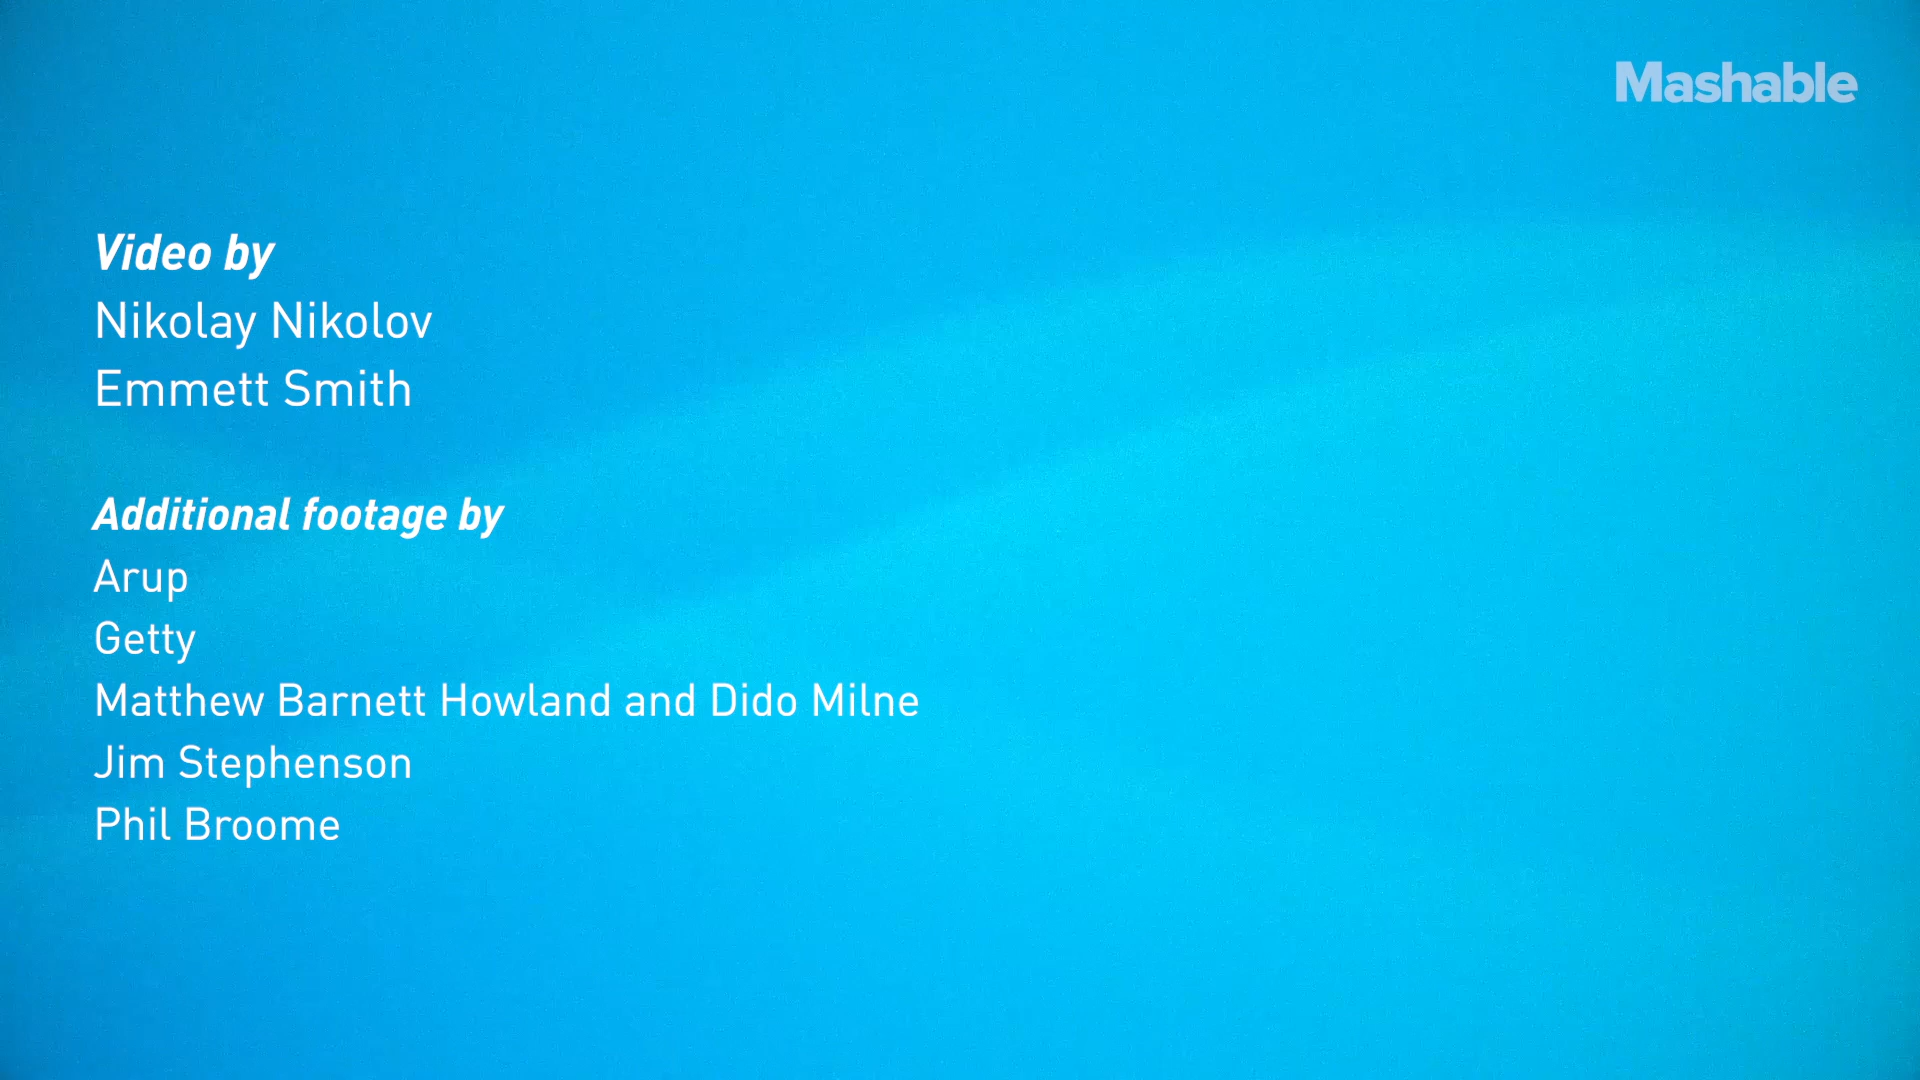 Mashable
Video by
Nikolay Nikolov
Emmett Smith
Additional footage by
Arup
Getty
Matthew Barnett Howland and Dido Milne
Jim Stephenson
Phil Broome